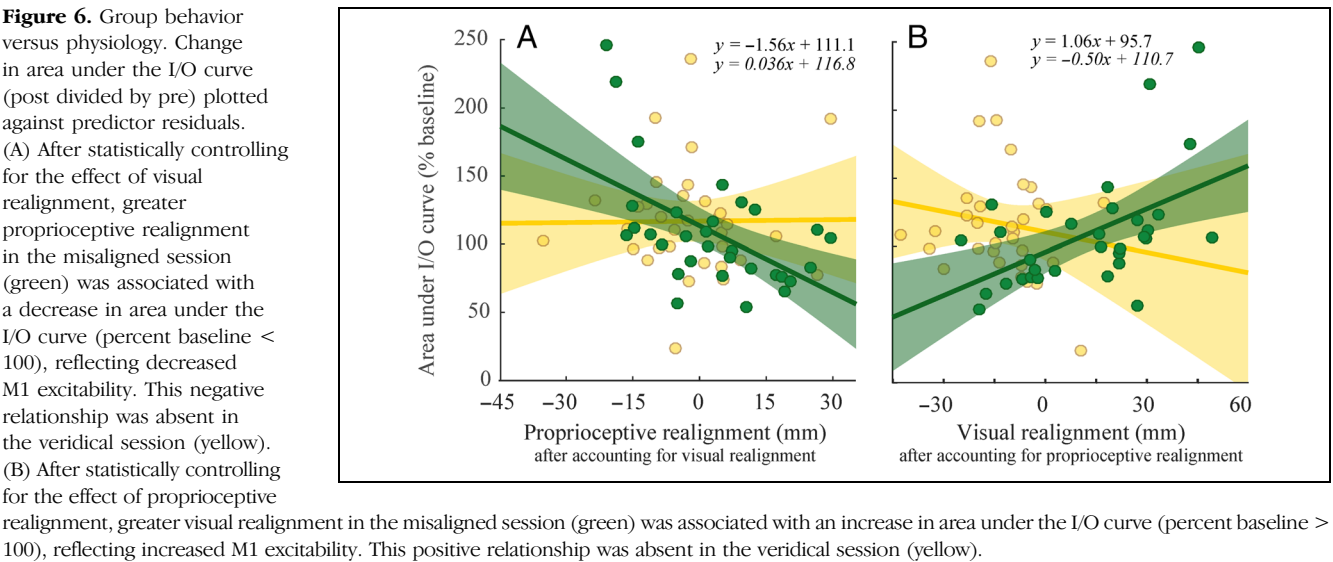 Figure 6. Group behavior
versus physiology. Change
in area under the I/O curve
(post divided by pre) plotted
against predictor residuals.
(A) After statistically controlling
for the effect of visual
realignment, greater
proprioceptive realignment
in the misaligned session
(green) was associated with
a decrease in area under the
I/O curve (percent baseline <
100), reflecting decreased
M1 excitability. This negative
relationship was absent in
the veridical session (yellow).
(B) After statistically controlling
for the effect of proprioceptive
realignment, greater visual realignment in the misaligned session (green) was associated with an increase in area under the I/O curve (percent baseline >
100), reflecting increased M1 excitability. This positive relationship was absent in the veridical session (yellow).
A
y = −1.56x + 111.1
y = 0.036x + 116.8
Area under I/O curve (% baseline)
250
200
150
100
50
0
−45 −30 −15 0 15 30
Proprioceptive realignment (mm)
after accounting for visual realignment
B
y = 1.06x + 95.7
y = −0.50x + 110.7
−30 0 30 60
Visual realignment (mm)
after accounting for proprioceptive realignment